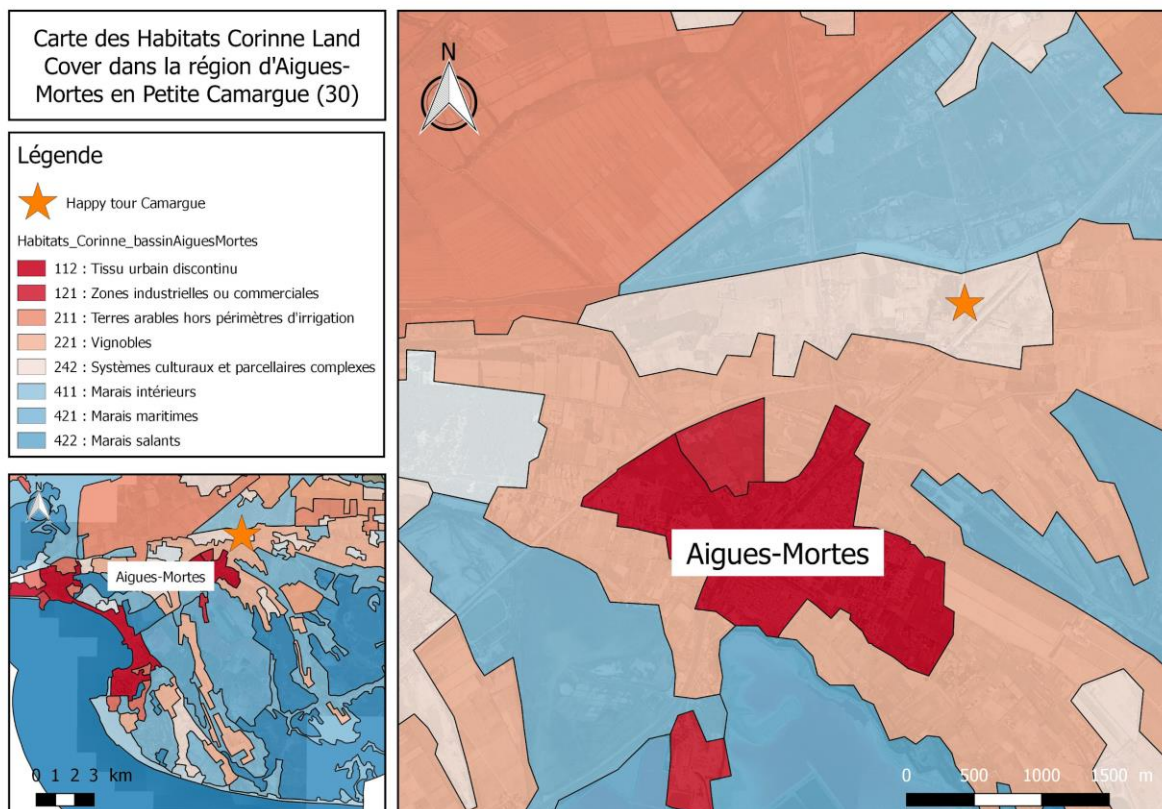 Carte des Habitats Corinne Land
Cover dans la région d'Aigues-
Mortes en Petite Camargue (30)
Légende
Happy tour Camargue
Habitats_Corinne_bassinAiguesMortes
112 : Tissu urbain discontinu
121 : Zones industrielles ou commerciales
211 : Terres arables hors périmètres d'irrigation
221 : Vignobles
242 : Systèmes culturaux et parcellaires complexes
411 : Marais intérieurs
421 : Marais maritimes
422 : Marais salants
N
Aigues-Mortes
0 1 2 3 km
N
Aigues-Mortes
0 500 1000 1500 m